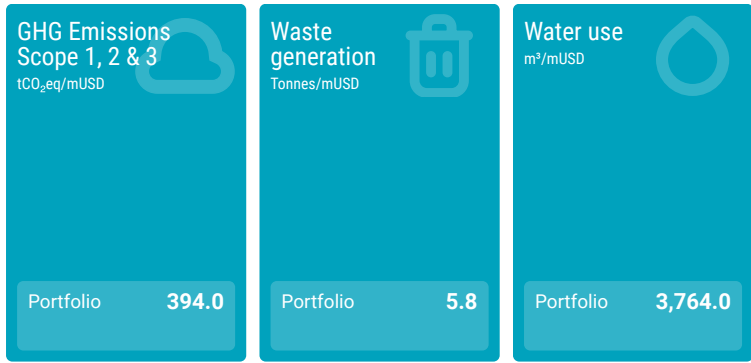 GHG Emissions
Scope 1, 2 & 3
tCO₂eq/mUSD
Portfolio 394.0
Waste
generation
Tonnes/mUSD
Portfolio 5.8
Water use
m³/mUSD
Portfolio 3,764.0